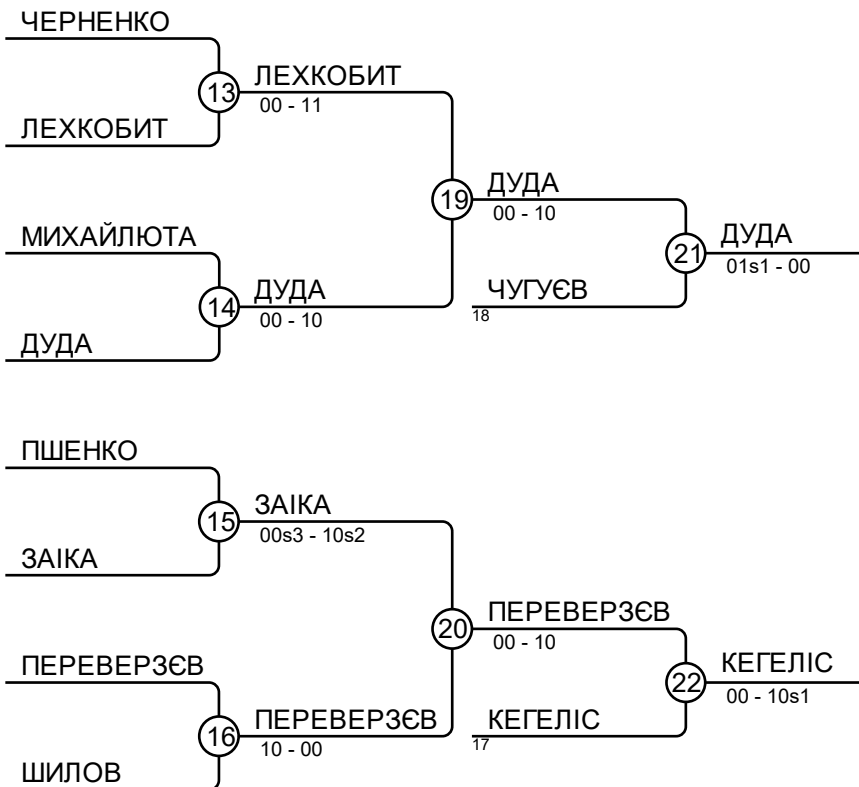 ЧЕРНЕНКО
13
ЛЕХКОБИТ
00 - 11
ЛЕХКОБИТ
19
ДУДА
00 - 10
МИХАЙЛЮТА
14
ДУДА
00 - 10
ДУДА
21
ДУДА
01s1 - 00
ЧУГУЄВ
18
ПШЕНКО
15
ЗАІКА
00s3 - 10s2
ЗАІКА
20
ПЕРЕВЕРЗЄВ
00 - 10
ПЕРЕВЕРЗЄВ
16
ПЕРЕВЕРЗЄВ
10 - 00
ШИЛОВ
22
КЕГЕЛІС
00 - 10s1
КЕГЕЛІС
17